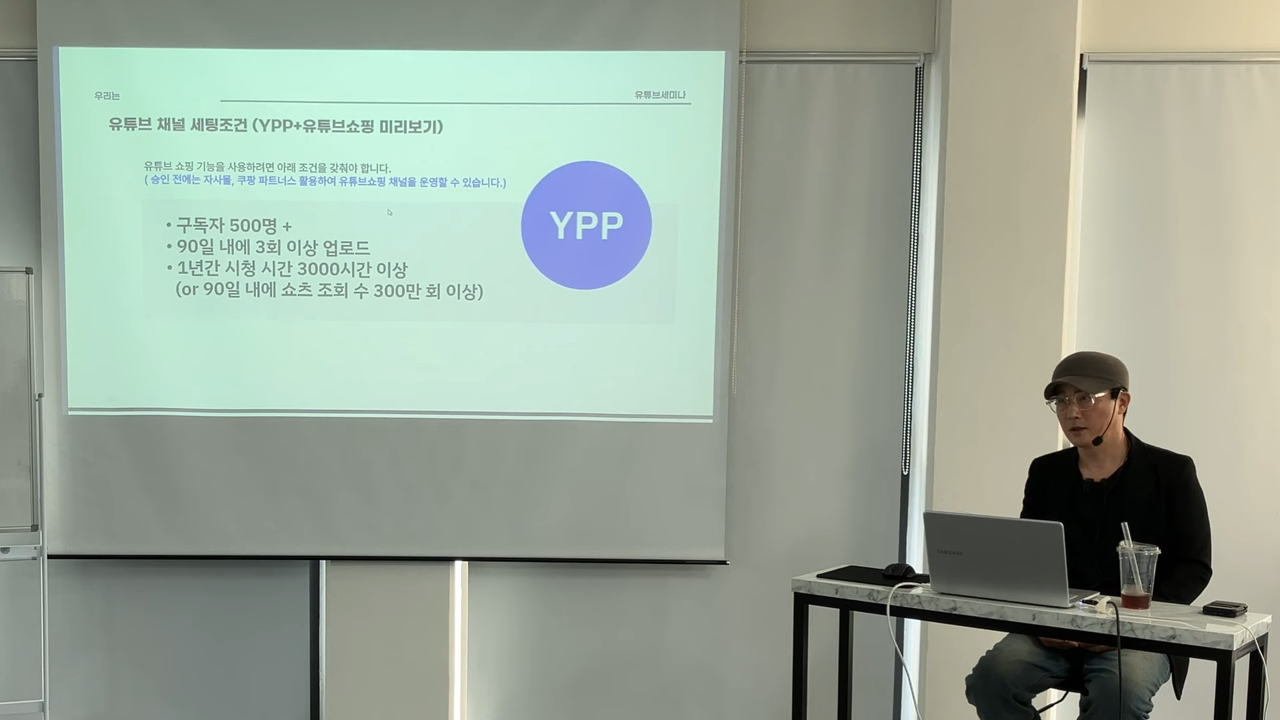 우리는
유튜브세미나
유튜브 채널 세팅조건 (YPP+유튜브쇼핑 미리보기)
유튜브 쇼핑 기능을 사용하려면 아래 조건을 갖춰야 합니다.
( 승인 전에는 자사몰, 쿠팡 파트너스 활용하여 유튜브쇼핑 채널을 운영할 수 있습니다.)
• 구독자 500명 +
• 90일 내에 3회 이상 업로드
• 1년간 시청 시간 3000시간 이상
(or 90일 내에 쇼츠 조회 수 300만 회 이상)
YPP
SAMSUNG